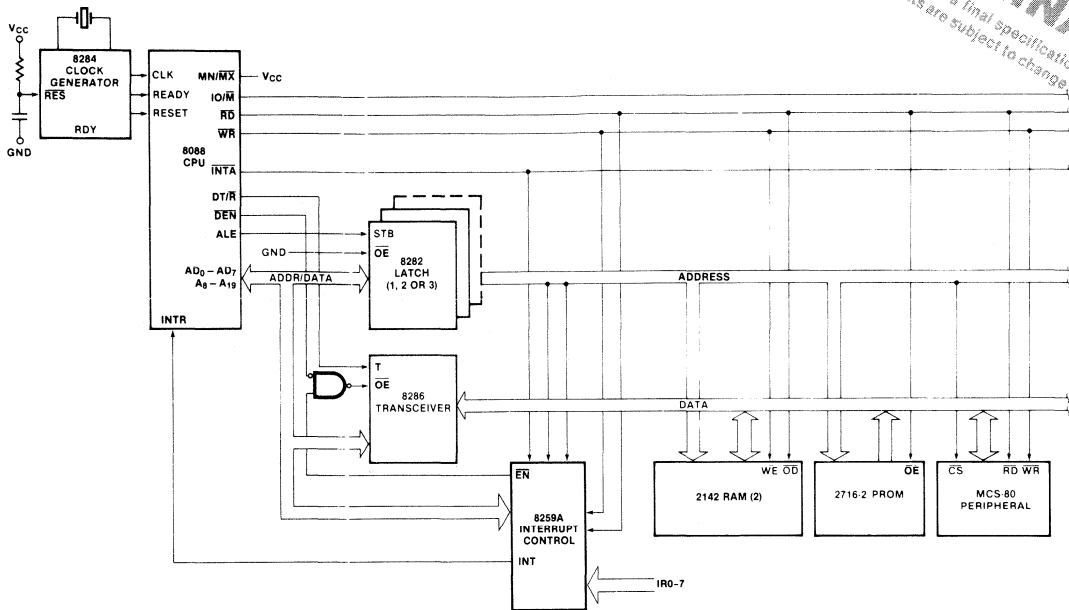 a final specification
ks are subject to change
VCC
8284
CLOCK
GENERATOR
RES
RDY
GND
CLK
READY
RESET
MN/MX
VCC
IO/M
RD
WR
8088
CPU
INTA
DT/R
DEN
ALE
AD0 – AD7
A8 – A19
INTR
ADDR/DATA
GND
STB
OE
8282
LATCH
(1, 2 OR 3)
ADDRESS
T
OE
8286
TRANSCEIVER
DATA
EN
8259A
INTERRUPT
CONTROL
INT
IR0-7
WE OD
2142 RAM (2)
OE
2716-2 PROM
CS RD WR
MCS-80
PERIPHERAL